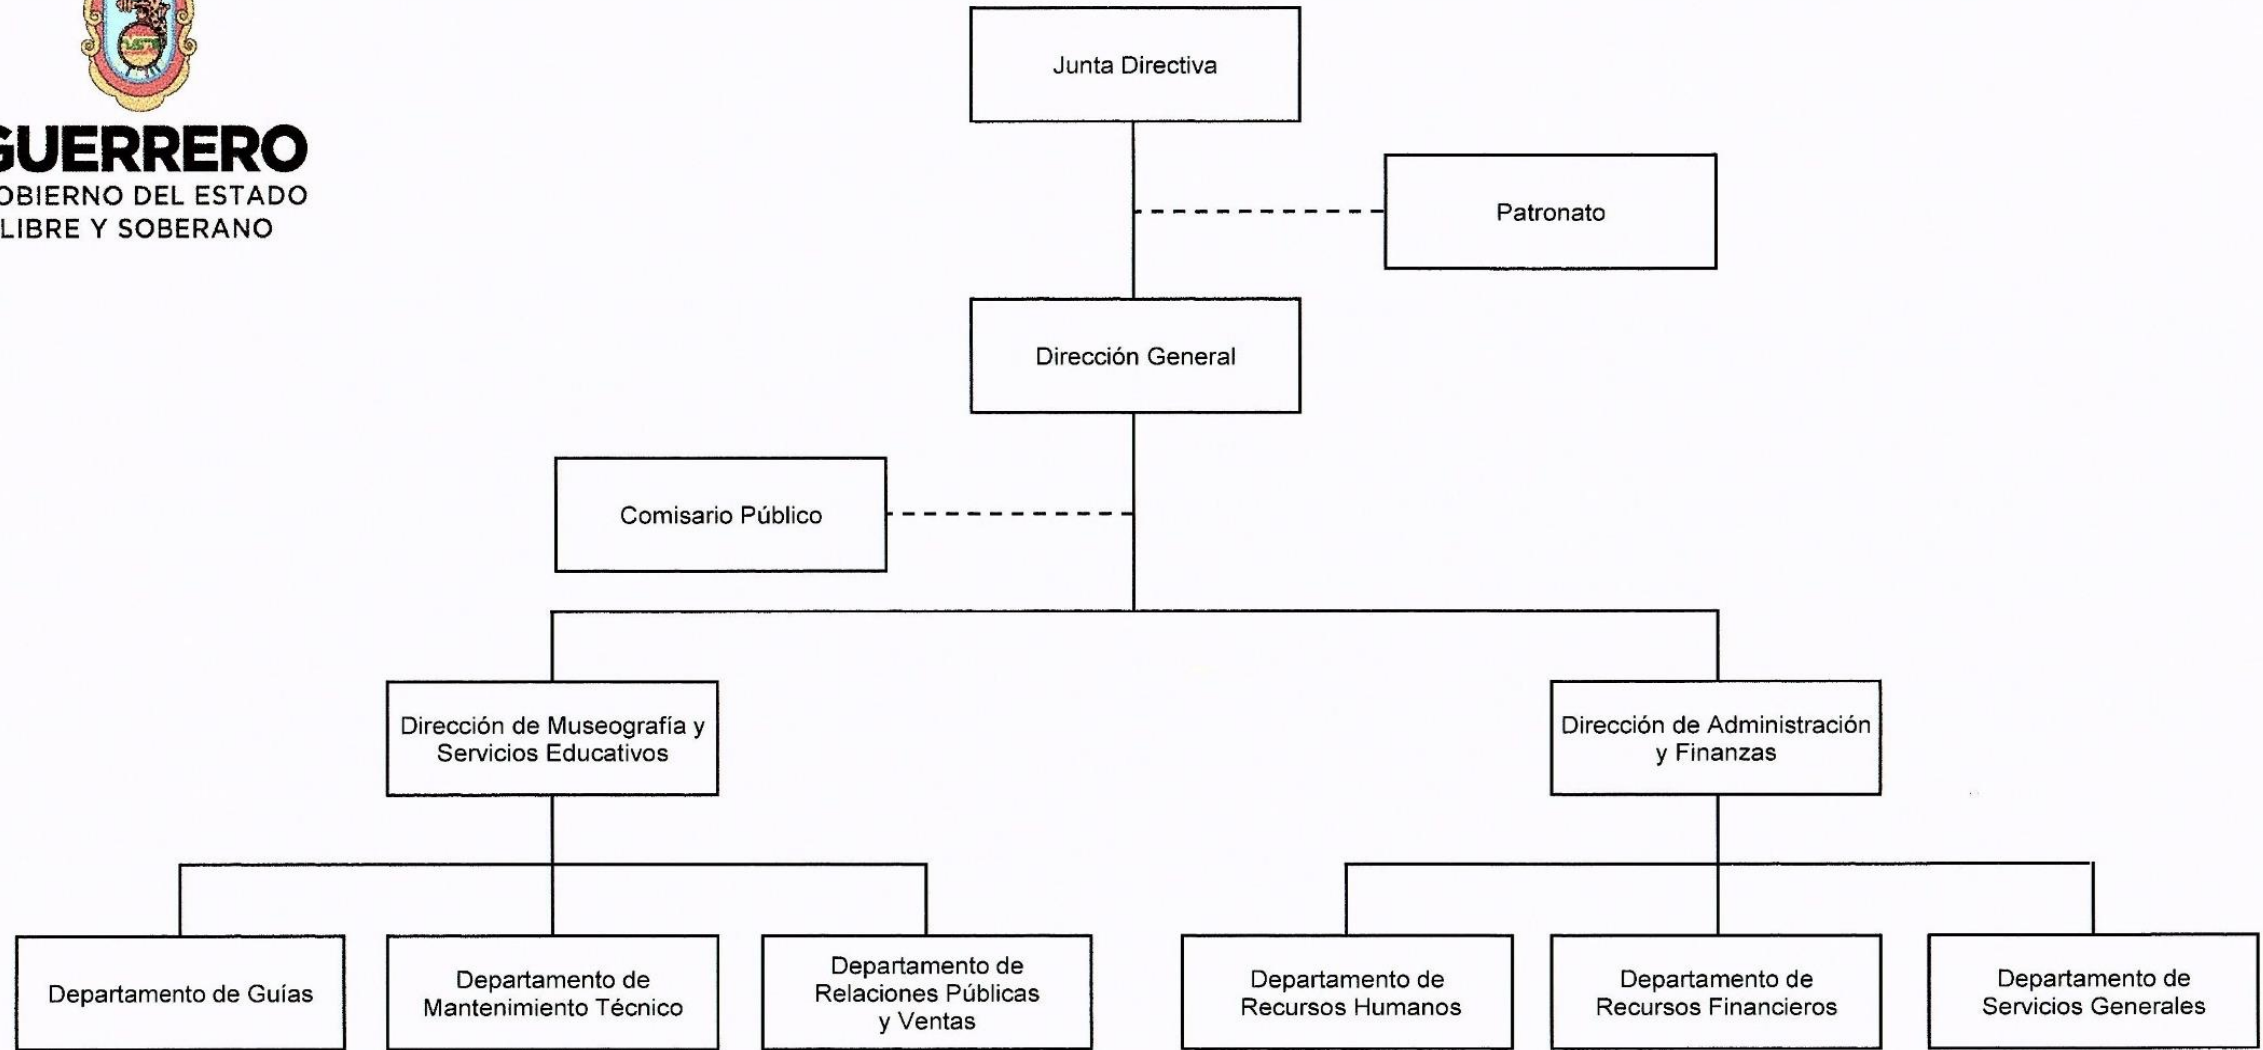 Junta Directiva
GUERRERO
OBIERNO DEL ESTADO
LIBRE Y SOBERANO
Patronato
Dirección General
Comisario Público
Dirección de Museografía y
Servicios Educativos
Dirección de Administración
y Finanzas
Departamento de Guías
Departamento de
Mantenimiento Técnico
Departamento de
Relaciones Públicas
y Ventas
Departamento de
Recursos Humanos
Departamento de
Recursos Financieros
Departamento de
Servicios Generales